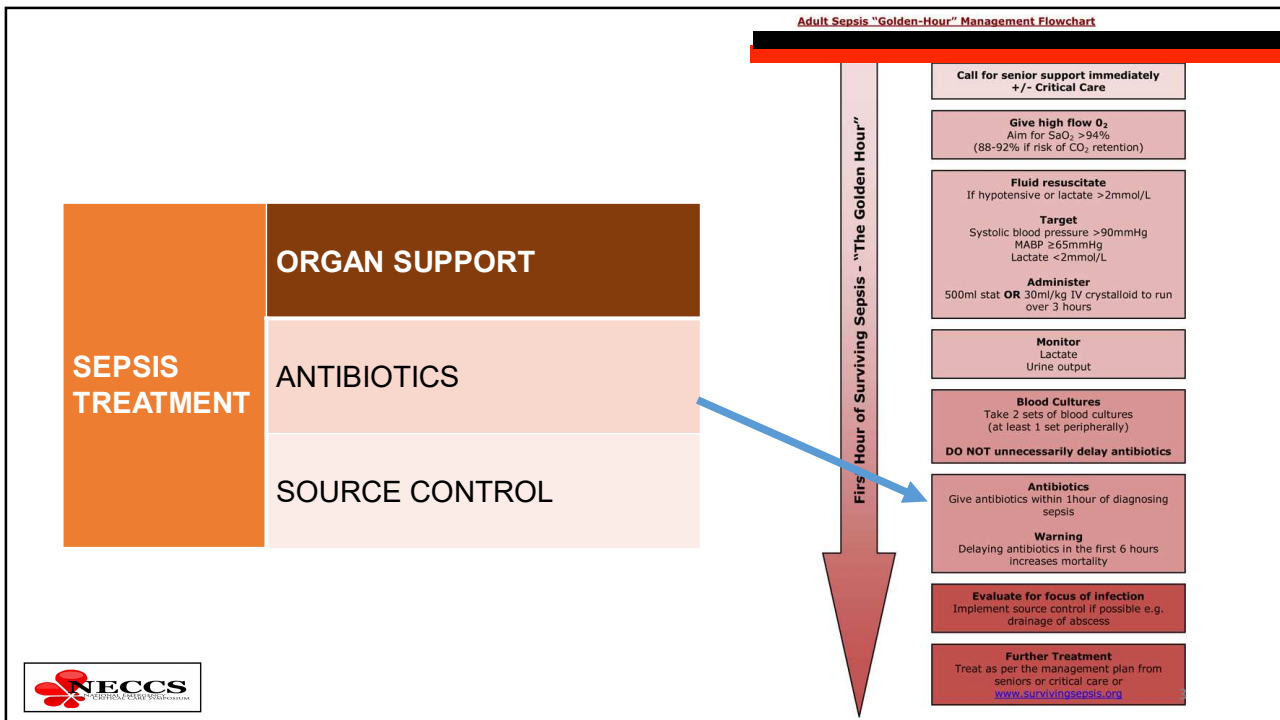 Adult Sepsis "Golden-Hour" Management Flowchart
SEPSIS
TREATMENT
ORGAN SUPPORT
ANTIBIOTICS
SOURCE CONTROL
First Hour of Surviving Sepsis - "The Golden Hour"
Call for senior support immediately
+/- Critical Care
Give high flow 0₂
Aim for SaO₂ >94%
(88-92% if risk of CO₂ retention)
Fluid resuscitate
If hypotensive or lactate >2mmol/L
Target
Systolic blood pressure >90mmHg
MABP ≥65mmHg
Lactate <2mmol/L
Administer
500ml stat OR 30ml/kg IV crystalloid to run
over 3 hours
Monitor
Lactate
Urine output
Blood Cultures
Take 2 sets of blood cultures
(at least 1 set peripherally)
DO NOT unnecessarily delay antibiotics
Antibiotics
Give antibiotics within 1hour of diagnosing
sepsis
Warning
Delaying antibiotics in the first 6 hours
increases mortality
Evaluate for focus of infection
Implement source control if possible e.g.
drainage of abscess
Further Treatment
Treat as per the management plan from
seniors or critical care or
www.survivingsepsis.org
NECCS
NATIONAL EMERGENCY
CRITICAL CARE SYMPOSIUM